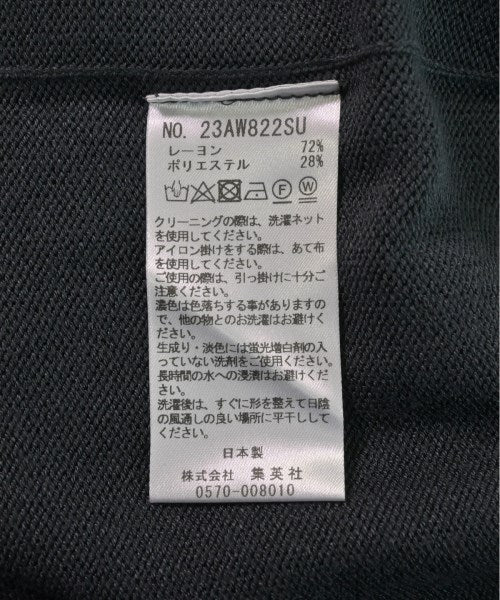 NO. 23AW822SU
レーヨン 72%
ポリエステル 28%
クリーニングの際は、洗濯ネット
を使用してください。
アイロン掛けをする際は、あて布
を使用してください。
ご使用の際は、引っ掛けに十分ご
注意ください。
濃色は色落ちする事がありますの
で、他の物とのお洗濯はお避けく
ださい。
生成り・淡色には蛍光増白剤の入
っていない洗剤をご使用ください。
長時間の水への浸漬はお避けくだ
さい。
洗濯後は、すぐに形を整えて日陰
の風通しの良い場所に平干しして
ください。
日本製
株式会社 集英社
0570-008010